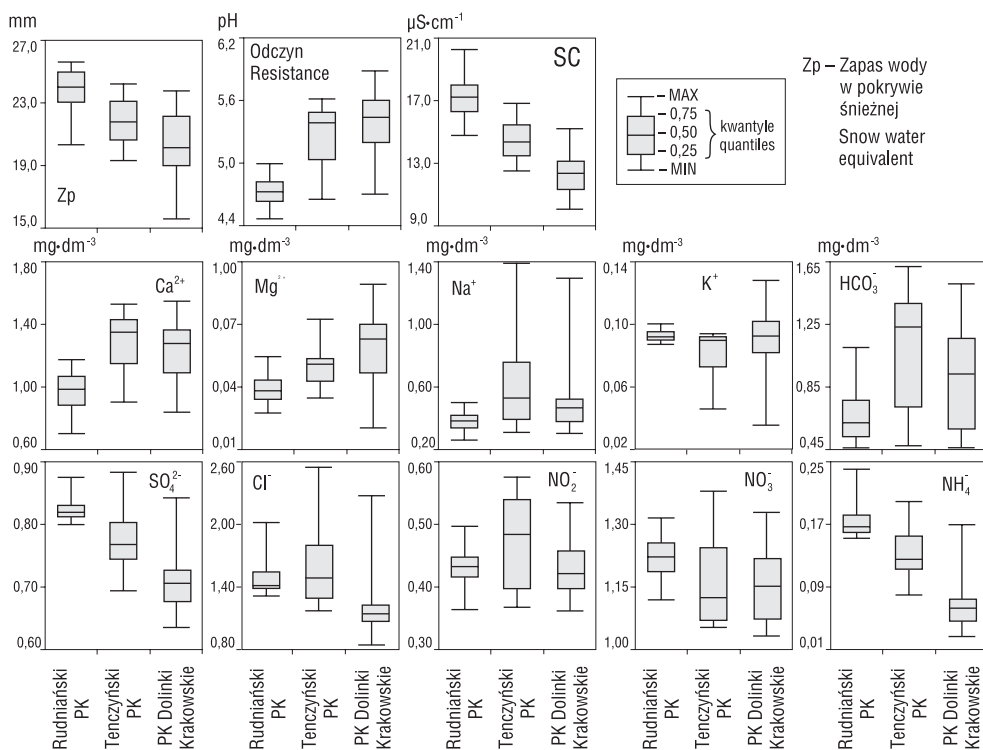 mm
27,0
23,0
19,0
15,0
Zp
pH
6,2
5,6
5,0
4,4
Odczyn
Resistance
µS•cm⁻¹
21,0
17,0
13,0
9,0
SC
– MAX
– 0,75
– 0,50
– 0,25
– MIN
kwantyle
quantiles
Zp – Zapas wody
w pokrywie
śnieżnej
Snow water
equivalent
mg•dm⁻³
1,80
1,40
1,00
0,60
Ca²⁺
mg•dm⁻³
1,00
0,07
0,04
0,01
Mg²⁺
mg•dm⁻³
1,40
1,00
0,60
0,20
Na⁺
mg•dm⁻³
0,14
0,10
0,06
0,02
K⁺
mg•dm⁻³
1,65
1,25
0,85
0,45
HCO₃⁻
0,90
0,80
0,70
0,60
SO₄²⁻
2,60
2,00
1,40
0,80
Cl⁻
0,60
0,50
0,40
0,30
NO₂⁻
1,45
1,30
1,15
1,00
NO₃⁻
0,25
0,17
0,09
0,01
NH₄⁻
Rudniański
PK
Tenczyński
PK
PK Dolinki
Krakowskie
Rudniański
PK
Tenczyński
PK
PK Dolinki
Krakowskie
Rudniański
PK
Tenczyński
PK
PK Dolinki
Krakowskie
Rudniański
PK
Tenczyński
PK
PK Dolinki
Krakowskie
Rudniański
PK
Tenczyński
PK
PK Dolinki
Krakowskie